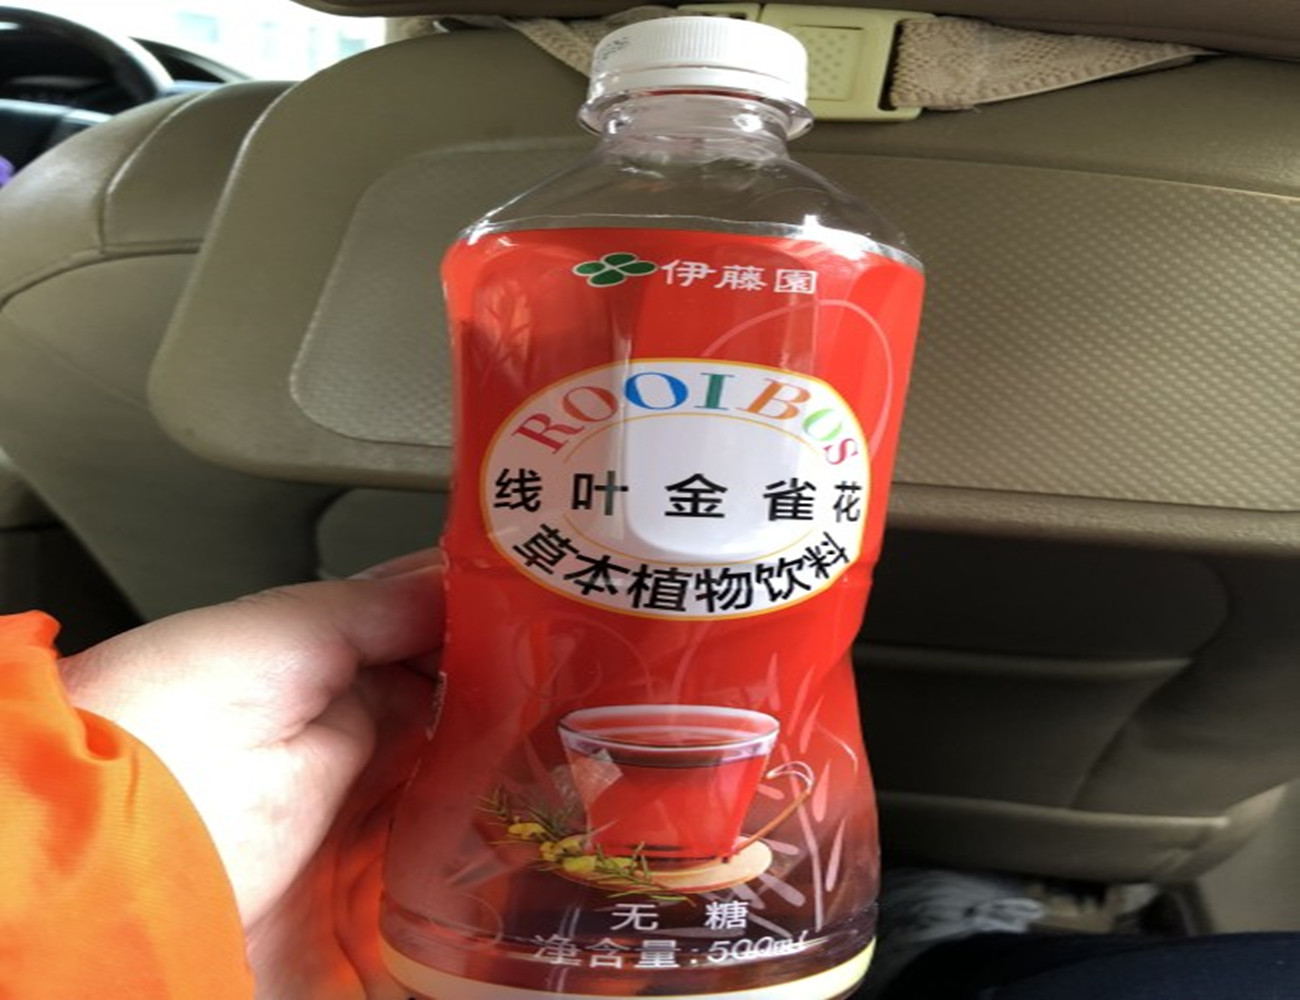 伊藤園
ROOIBOS
线叶金雀花
草本植物饮料
无糖
净含量:500ml